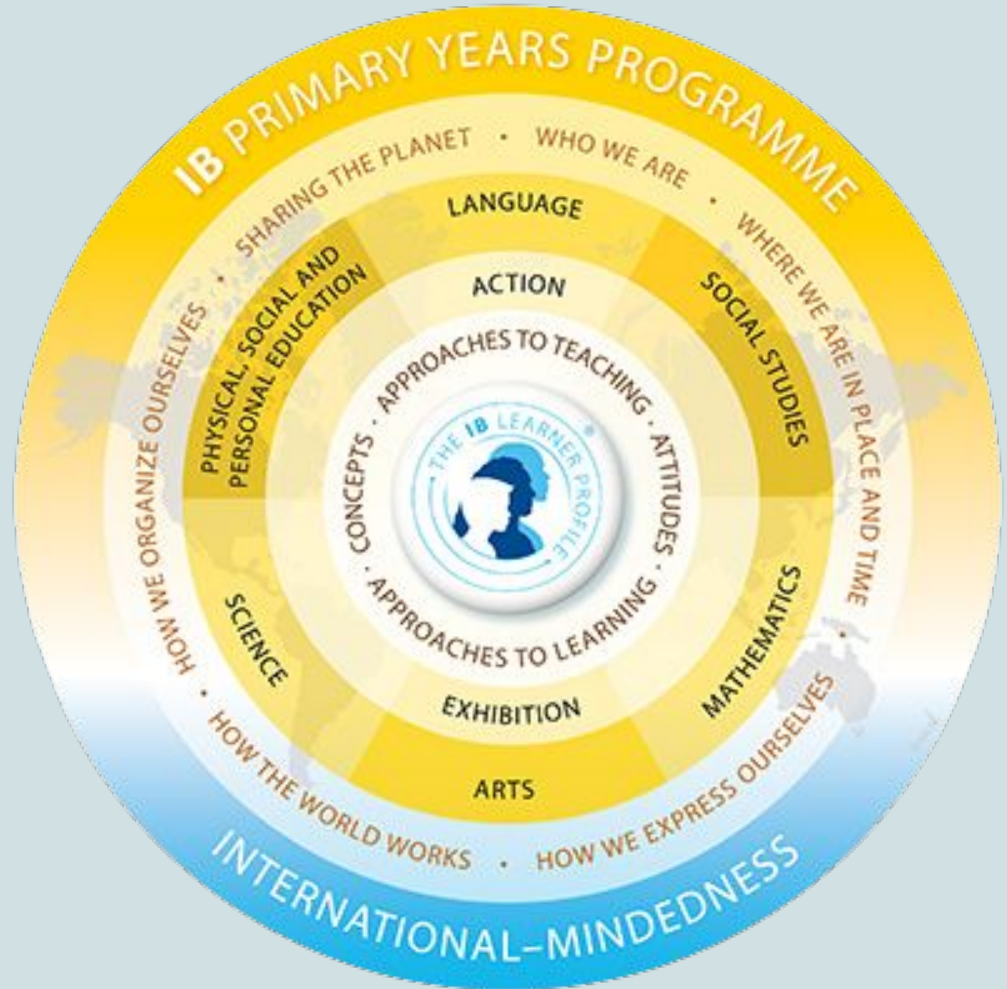 IB PRIMARY YEARS PROGRAMME
SHARING THE PLANET • WHO WE ARE • WHERE WE ARE IN PLACE AND TIME • HOW WE EXPRESS OURSELVES • HOW THE WORLD WORKS • HOW WE ORGANIZE OURSELVES •
LANGUAGE
SOCIAL STUDIES
MATHEMATICS
ARTS
SCIENCE
PHYSICAL, SOCIAL AND
PERSONAL EDUCATION
ACTION
EXHIBITION
APPROACHES TO TEACHING · ATTITUDES · APPROACHES TO LEARNING · CONCEPTS ·
THE IB LEARNER PROFILE ®
INTERNATIONAL–MINDEDNESS